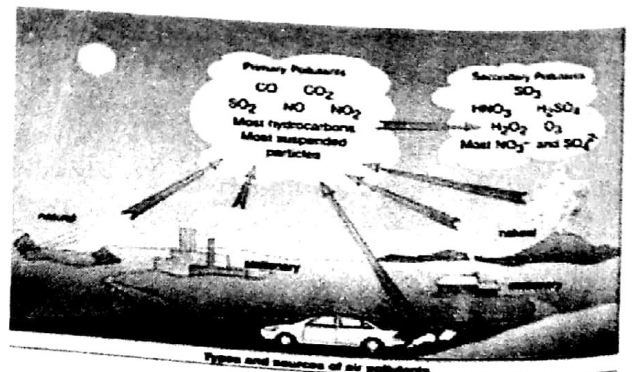 Primary Pollutants
CO CO₂
SO₂ NO NO₂
Most hydrocarbons
Most suspended
particles
Secondary Pollutants
SO₃
HNO₃ H₂SO₄
H₂O₂ O₃
Most NO₃⁻ and SO₄²⁻
natural
natural
stationary
stationary
Types and sources of air pollutants